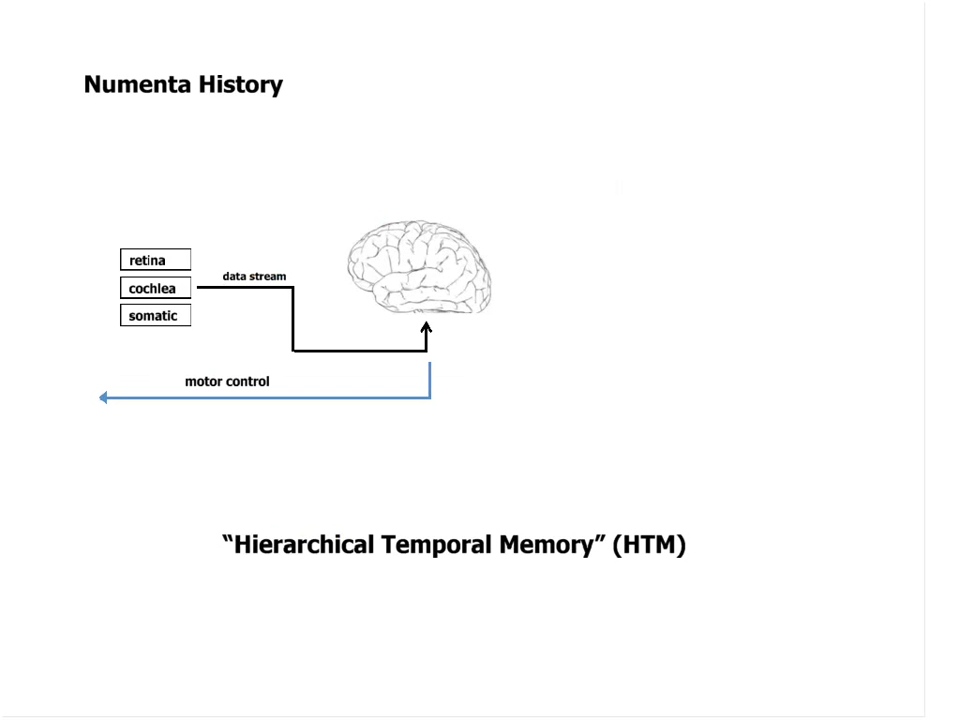 Numenta History
retina
data stream
cochlea
somatic
motor control
“Hierarchical Temporal Memory” (HTM)